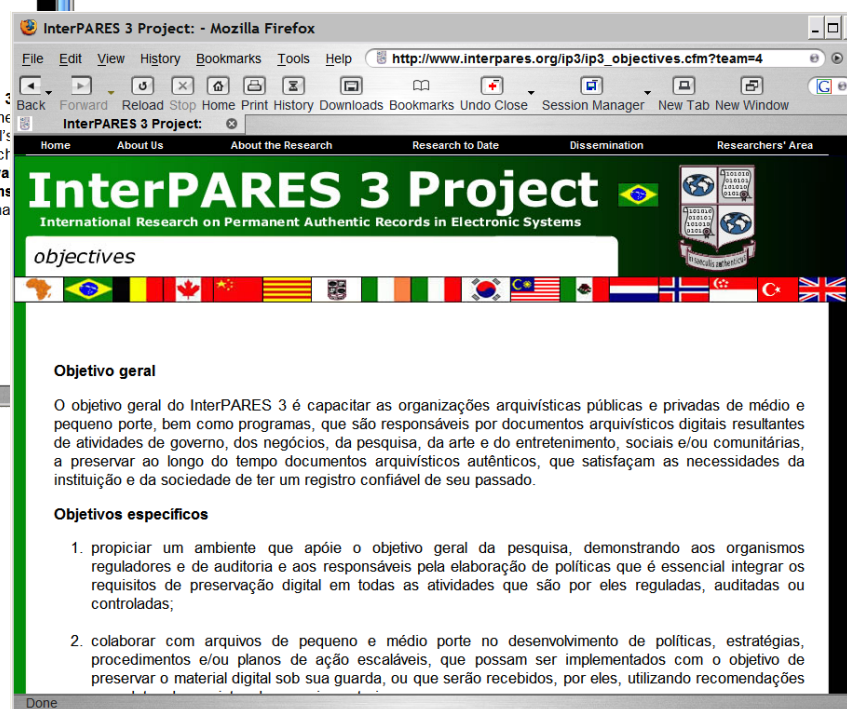 InterPARES 3 Project: - Mozilla Firefox
File Edit View History Bookmarks Tools Help http://www.interpares.org/ip3/ip3_objectives.cfm?team=4
Back Forward Reload Stop Home Print History Downloads Bookmarks Undo Close Session Manager New Tab New Window
InterPARES 3 Project:
Home About Us About the Research Research to Date Dissemination Researchers' Area
InterPARES 3 Project
International Research on Permanent Authentic Records in Electronic Systems
objectives
Objetivo geral
O objetivo geral do InterPARES 3 é capacitar as organizações arquivísticas públicas e privadas de médio e
pequeno porte, bem como programas, que são responsáveis por documentos arquivísticos digitais resultantes
de atividades de governo, dos negócios, da pesquisa, da arte e do entretenimento, sociais e/ou comunitárias,
a preservar ao longo do tempo documentos arquivísticos autênticos, que satisfaçam as necessidades da
instituição e da sociedade de ter um registro confiável de seu passado.
Objetivos específicos
1. propiciar um ambiente que apóie o objetivo geral da pesquisa, demonstrando aos organismos
reguladores e de auditoria e aos responsáveis pela elaboração de políticas que é essencial integrar os
requisitos de preservação digital em todas as atividades que são por eles reguladas, auditadas ou
controladas;
2. colaborar com arquivos de pequeno e médio porte no desenvolvimento de políticas, estratégias,
procedimentos e/ou planos de ação escaláveis, que possam ser implementados com o objetivo de
preservar o material digital sob sua guarda, ou que serão recebidos, por eles, utilizando recomendações
Done